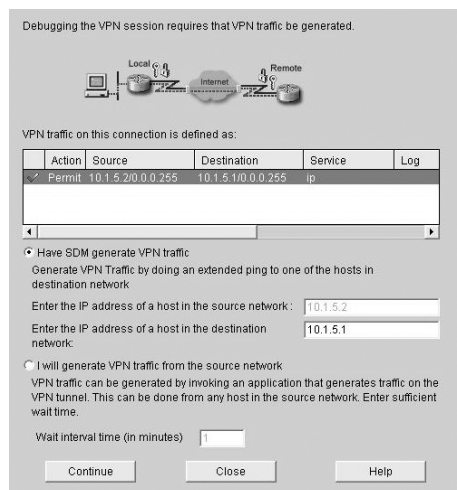 Debugging the VPN session requires that VPN traffic be generated.
Local
Internet
Remote
VPN traffic on this connection is defined as:
Action Source Destination Service Log
Permit 10.1.5.2/0.0.0.255 10.1.5.1/0.0.0.255 ip
Have SDM generate VPN traffic
Generate VPN Traffic by doing an extended ping to one of the hosts in
destination network
Enter the IP address of a host in the source network : 10.1.5.2
Enter the IP address of a host in the destination 10.1.5.1
network:
I will generate VPN traffic from the source network
VPN traffic can be generated by invoking an application that generates traffic on the
VPN tunnel. This can be done from any host in the source network. Enter sufficient
wait time.
Wait interval time (in minutes) 1
Continue Close Help